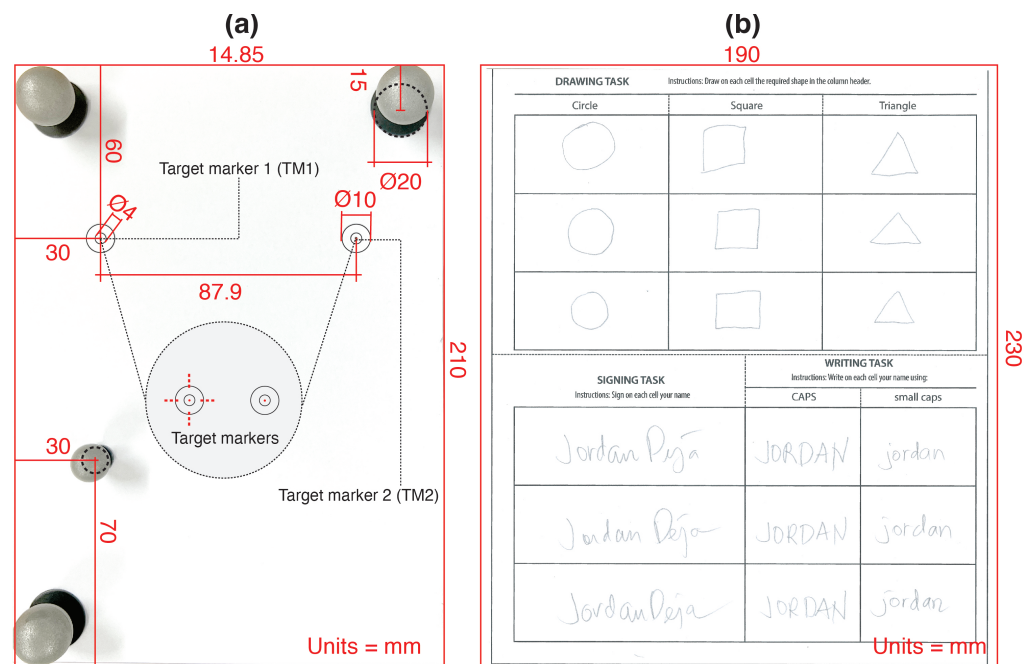 (a)
14.85
15
60
Target marker 1 (TM1)
Ø4
Ø20
Ø10
30
87.9
210
Target markers
30
Target marker 2 (TM2)
70
Units = mm
(b)
190
DRAWING TASK Instructions: Draw on each cell the required shape in the column header.
Circle Square Triangle
230
SIGNING TASK
Instructions: Sign on each cell your name
WRITING TASK
Instructions: Write on each cell your name using:
CAPS small caps
Jordan Deja JORDAN jordan
Jordan Deja JORDAN jordan
Jordan Deja JORDAN jordan
Units = mm